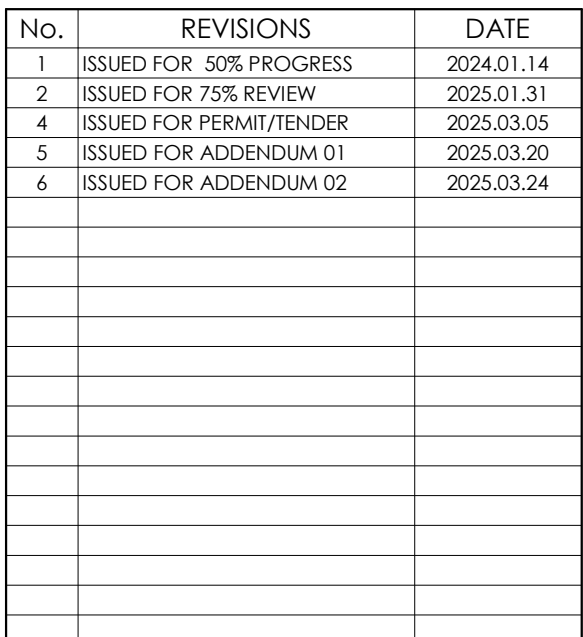 No. REVISIONS DATE
1 ISSUED FOR 50% PROGRESS 2024.01.14
2 ISSUED FOR 75% REVIEW 2025.01.31
4 ISSUED FOR PERMIT/TENDER 2025.03.05
5 ISSUED FOR ADDENDUM 01 2025.03.20
6 ISSUED FOR ADDENDUM 02 2025.03.24